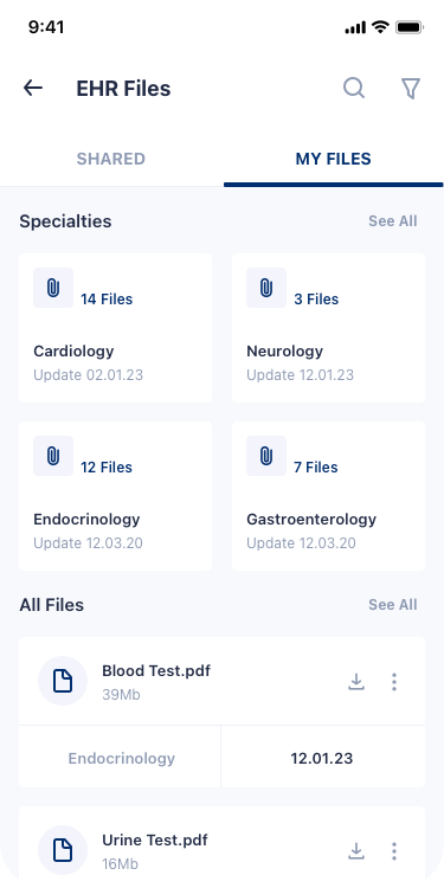 9:41
EHR Files
SHARED MY FILES
Specialties See All
14 Files
Cardiology
Update 02.01.23
3 Files
Neurology
Update 12.01.23
12 Files
Endocrinology
Update 12.03.20
7 Files
Gastroenterology
Update 12.03.20
All Files See All
Blood Test.pdf
39Mb
Endocrinology 12.01.23
Urine Test.pdf
16Mb